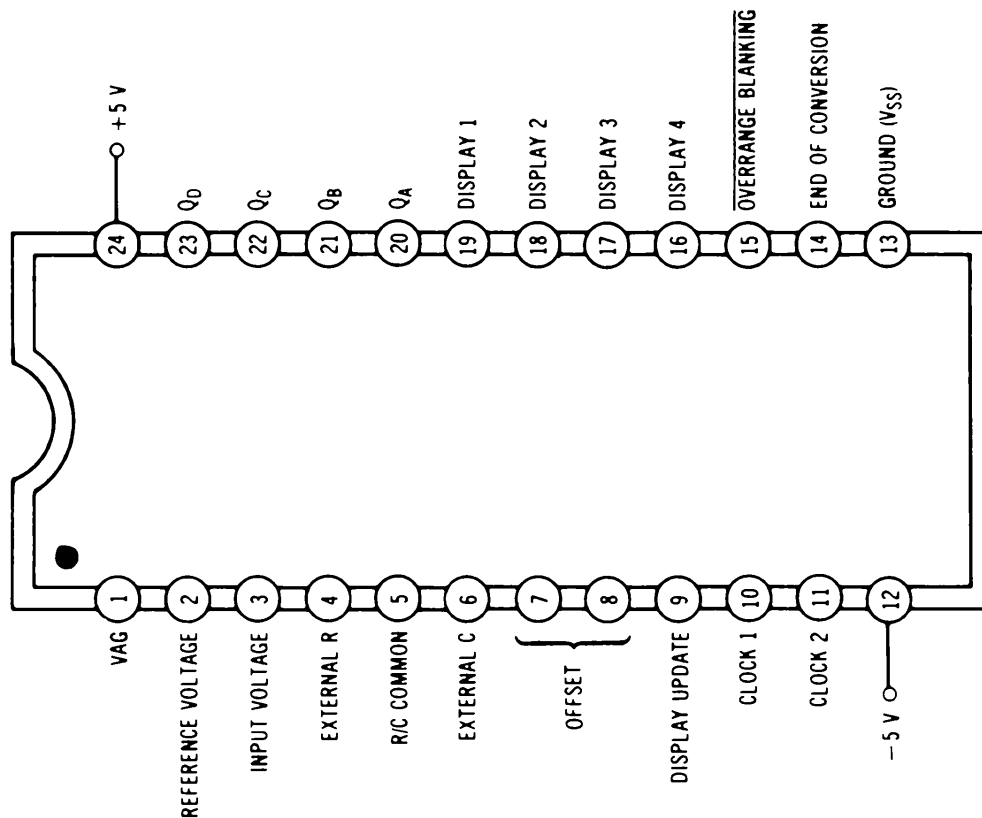 VAG
1
REFERENCE VOLTAGE
2
INPUT VOLTAGE
3
EXTERNAL R
4
R/C COMMON
5
EXTERNAL C
6
OFFSET
7
8
DISPLAY UPDATE
9
CLOCK 1
10
CLOCK 2
11
−5 V
12
+5 V
24
QD
23
QC
22
QB
21
QA
20
DISPLAY 1
19
DISPLAY 2
18
DISPLAY 3
17
DISPLAY 4
16
OVERRANGE BLANKING
15
END OF CONVERSION
14
GROUND (VSS)
13